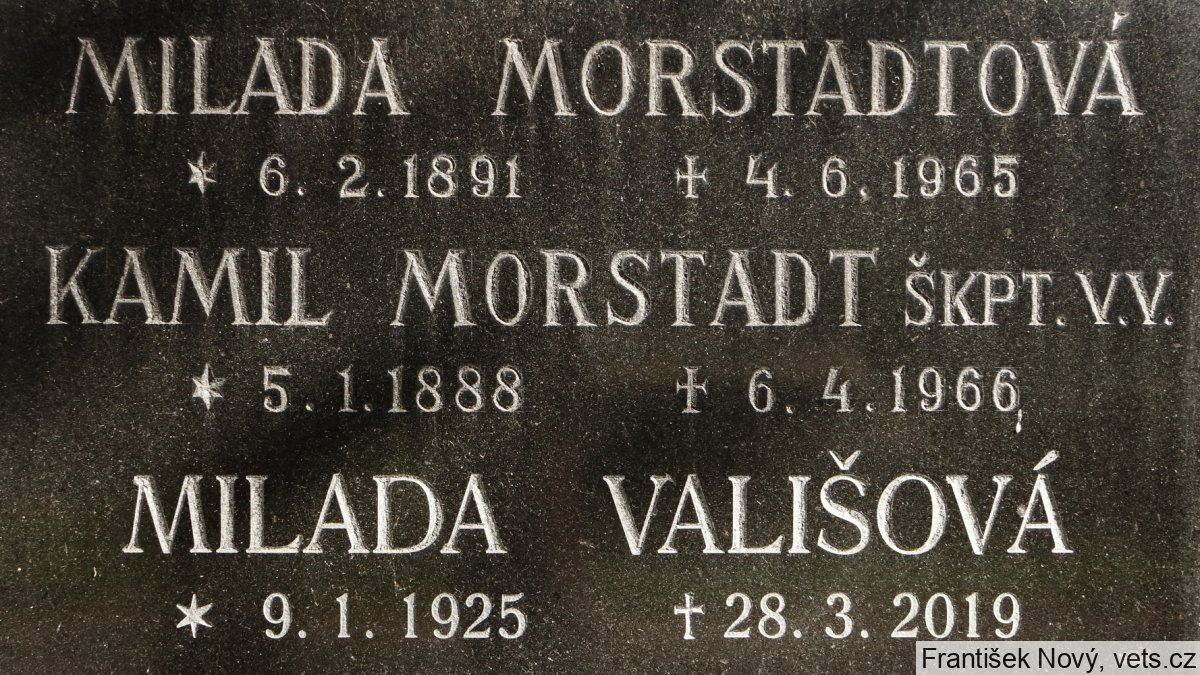 MILADA MORSTADTOVÁ
* 6. 2. 1891 † 4. 6. 1965
KAMIL MORSTADT ŠKPT. V.V.
* 5. 1. 1888 † 6. 4. 1966
MILADA VALIŠOVÁ
* 9. 1. 1925 † 28. 3. 2019
František Nový, vets.cz